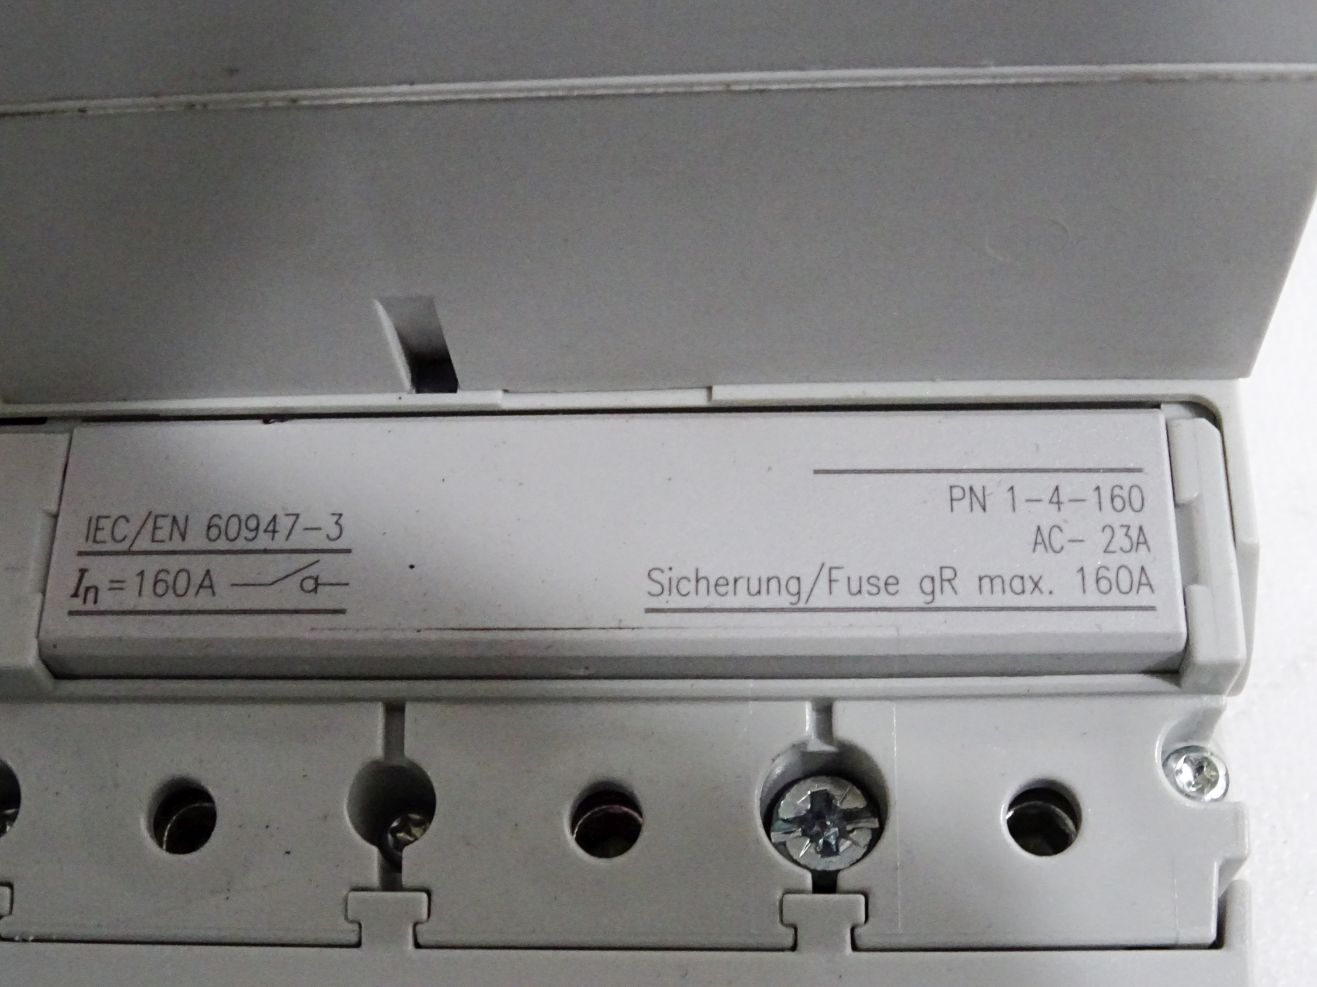 IEC/EN 60947-3
In=160A
PN 1-4-160
AC- 23A
Sicherung/Fuse gR max. 160A